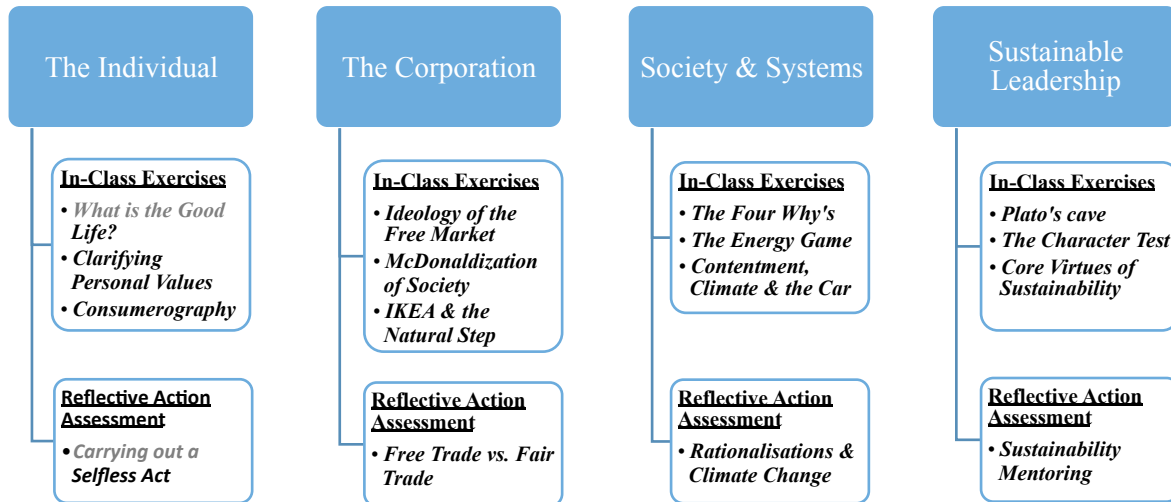 The Individual
In-Class Exercises
• What is the Good
Life?
• Clarifying
Personal Values
• Consumerography
Reflective Action
Assessment
• Carrying out a
Selfless Act
The Corporation
In-Class Exercises
• Ideology of the
Free Market
• McDonaldization
of Society
• IKEA & the
Natural Step
Reflective Action
Assessment
• Free Trade vs. Fair
Trade
Society & Systems
In-Class Exercises
• The Four Why's
• The Energy Game
• Contentment,
Climate & the Car
Reflective Action
Assessment
• Rationalisations &
Climate Change
Sustainable
Leadership
In-Class Exercises
• Plato's cave
• The Character Test
• Core Virtues of
Sustainability
Reflective Action
Assessment
• Sustainability
Mentoring